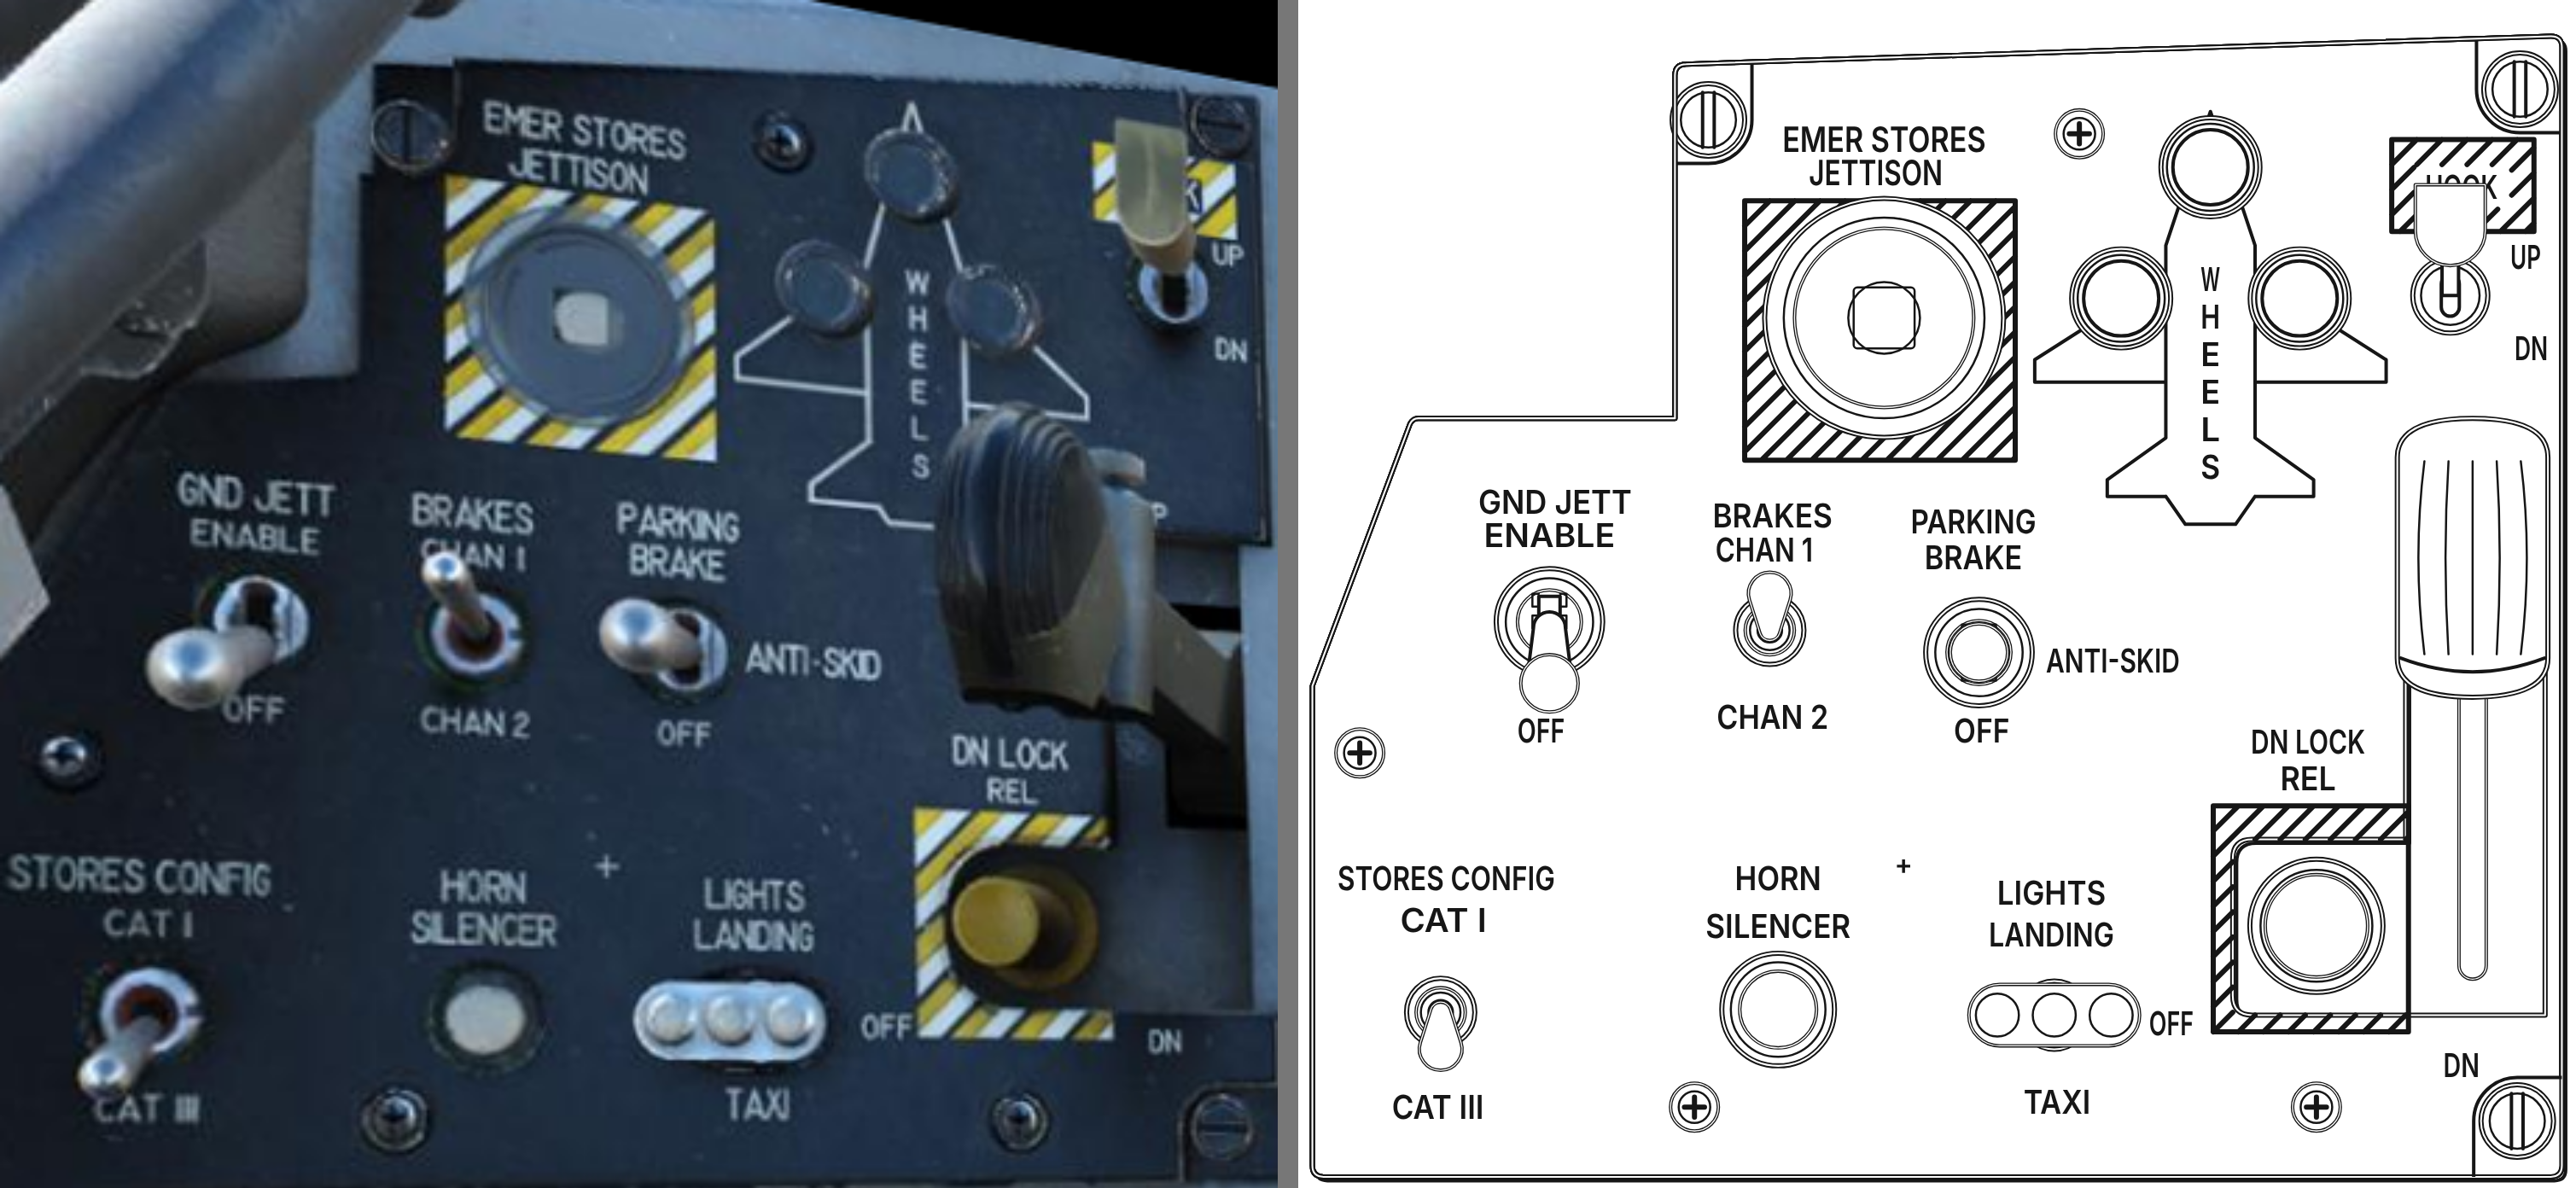 EMER STORES
JETTISON
K
UP
DN
W
H
E
E
L
S
P
GND JETT
ENABLE
BRAKES
CHAN 1
PARKING
BRAKE
ANTI-SKID
OFF
CHAN 2
OFF
DN LOCK
REL
STORES CONFIG
CAT I
HORN
SILENCER
LIGHTS
LANDING
OFF
DN
CAT III
TAXI
EMER STORES
JETTISON
HOOK
UP
DN
W
H
E
E
L
S
GND JETT
ENABLE
BRAKES
CHAN 1
PARKING
BRAKE
ANTI-SKID
OFF
CHAN 2
OFF
DN LOCK
REL
STORES CONFIG
CAT I
HORN
SILENCER
LIGHTS
LANDING
OFF
DN
CAT III
TAXI